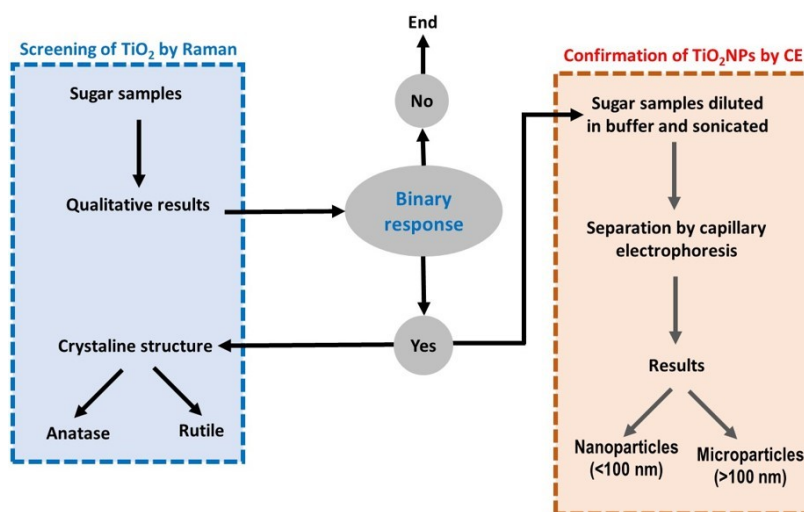 Screening of TiO₂ by Raman
Sugar samples
Qualitative results
Crystaline structure
Anatase
Rutile
End
No
Binary
response
Yes
Confirmation of TiO₂NPs by CE
Sugar samples diluted
in buffer and sonicated
Separation by capillary
electrophoresis
Results
Nanoparticles
(<100 nm)
Microparticles
(>100 nm)